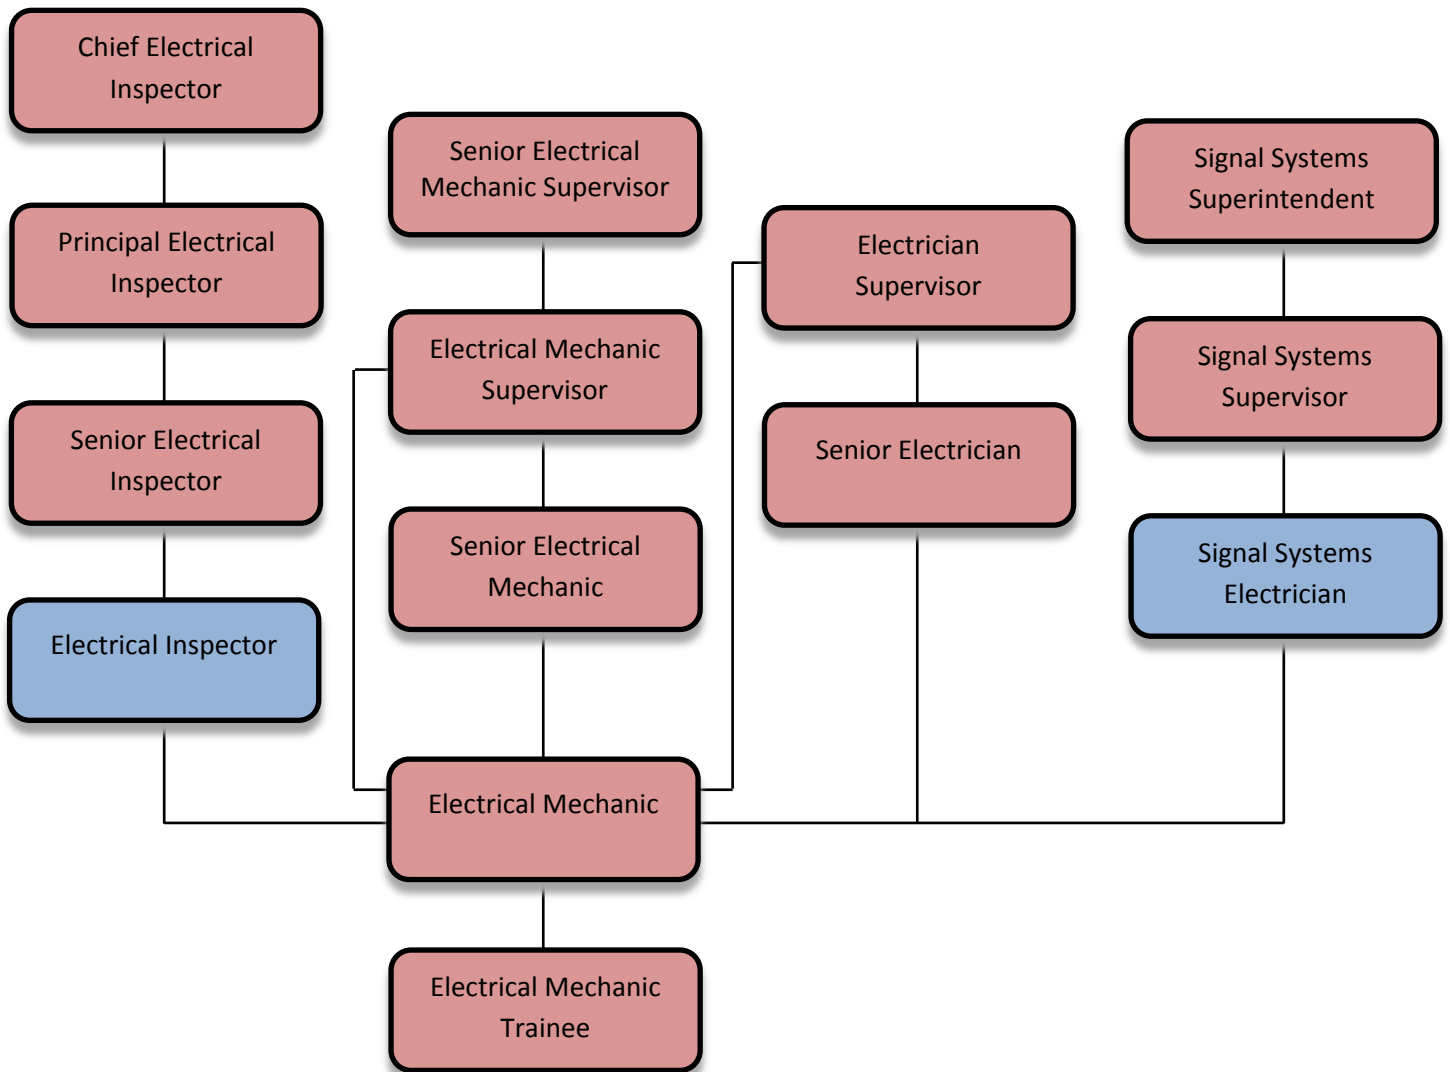 Chief Electrical
Inspector
Principal Electrical
Inspector
Senior Electrical
Inspector
Electrical Inspector
Senior Electrical
Mechanic Supervisor
Electrical Mechanic
Supervisor
Senior Electrical
Mechanic
Electrical Mechanic
Electrical Mechanic
Trainee
Electrician
Supervisor
Senior Electrician
Signal Systems
Superintendent
Signal Systems
Supervisor
Signal Systems
Electrician